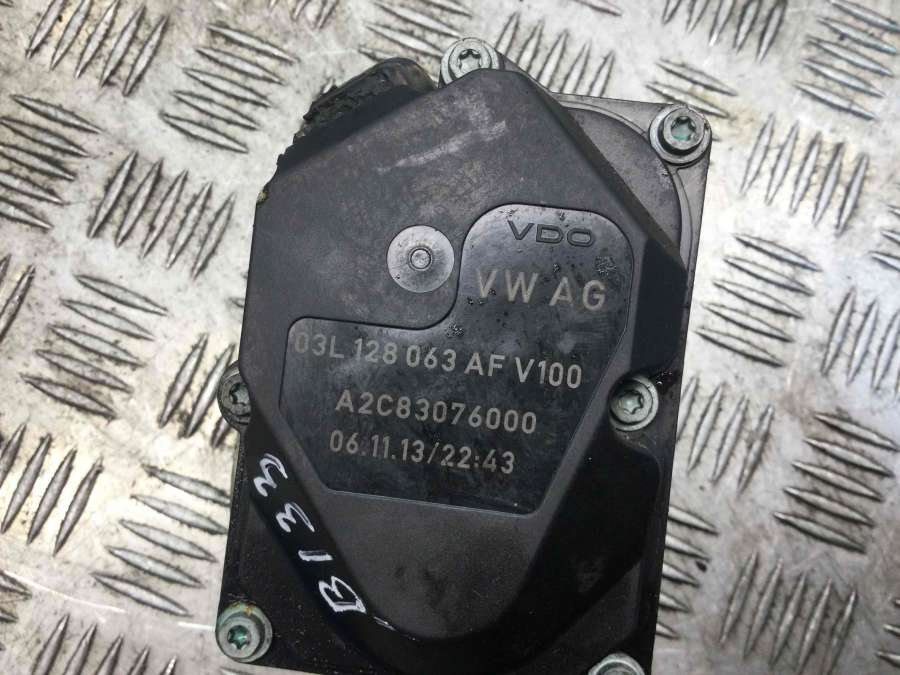 VDO
VW AG
03L 128 063 AF V100
A2C83076000
06.11.13/22:43
B133